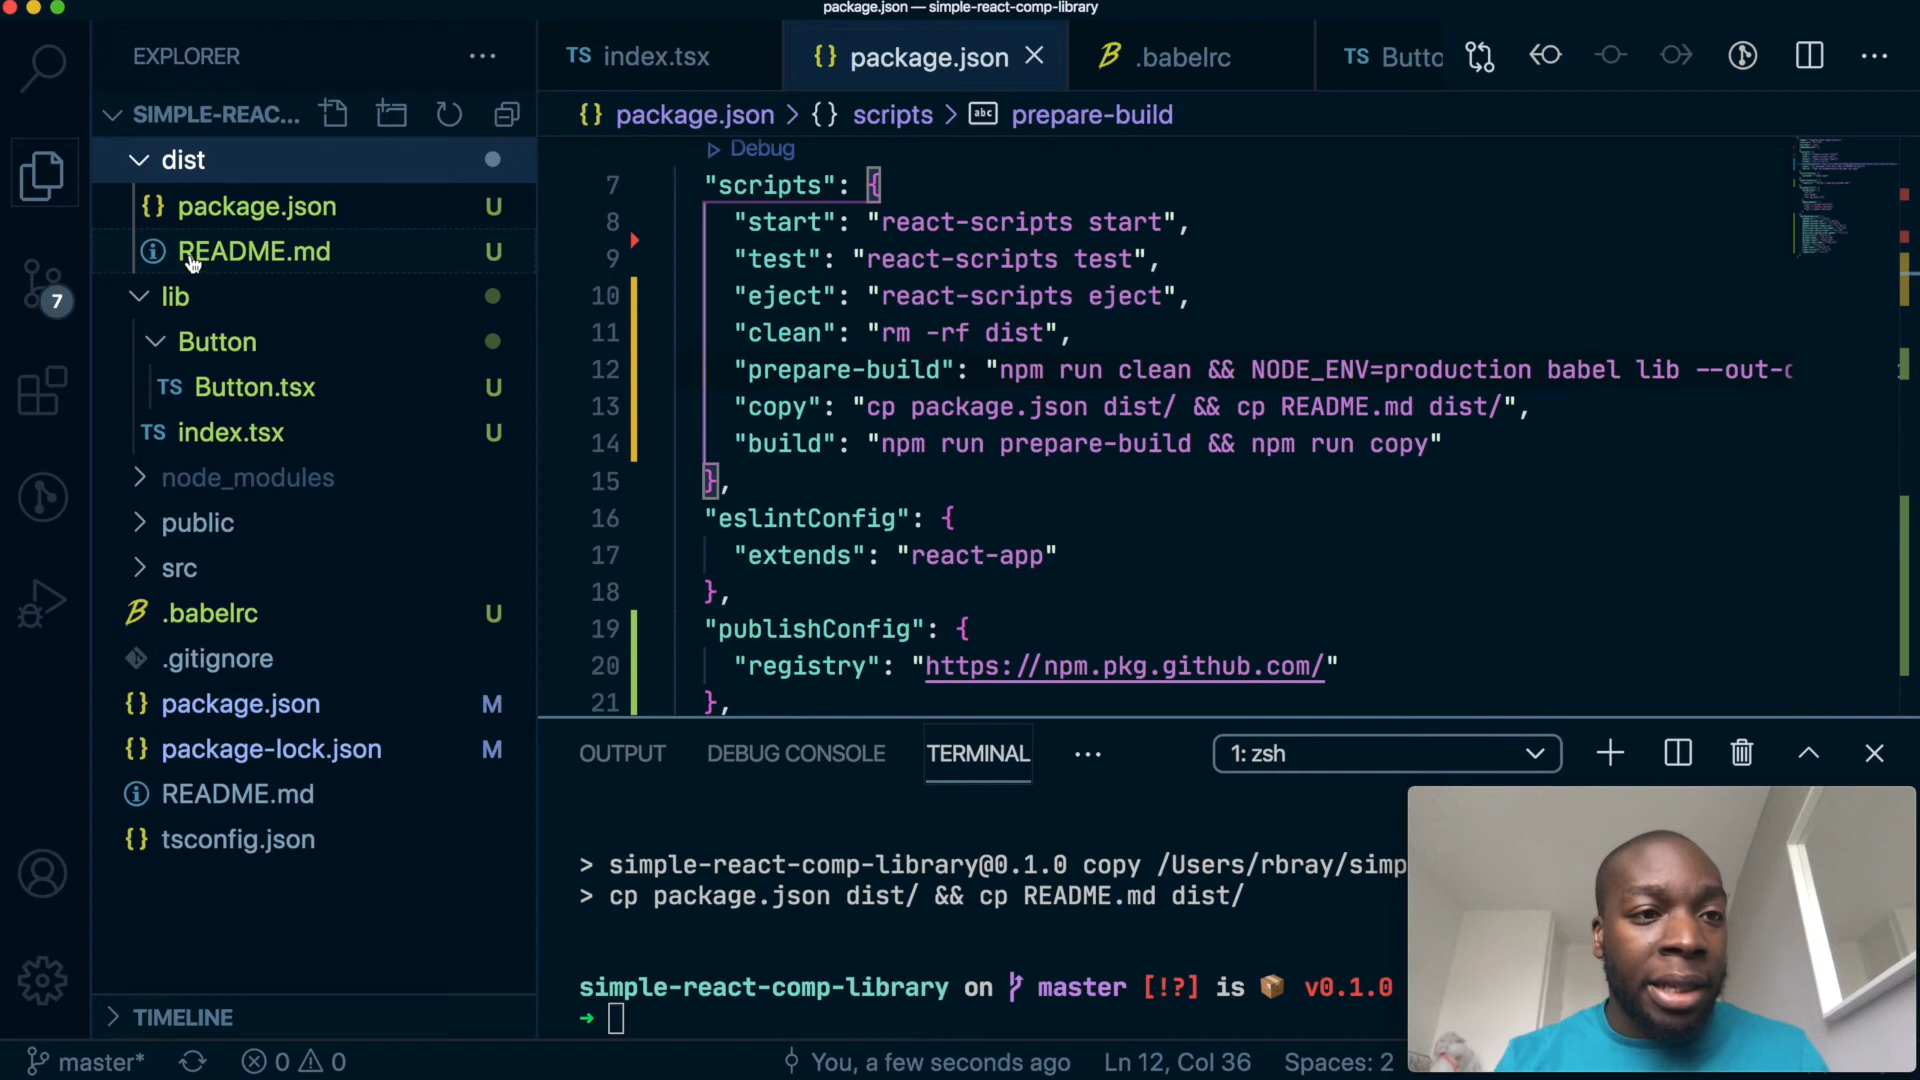 package.json — simple-react-comp-library
EXPLORER
TS index.tsx
{} package.json
.babelrc
TS Butto
SIMPLE-REAC...
{} package.json > {} scripts > abc prepare-build
dist
{} package.json U
README.md U
lib
Button
TS Button.tsx U
TS index.tsx U
node_modules
public
src
.babelrc U
.gitignore
{} package.json M
{} package-lock.json M
README.md
{} tsconfig.json
TIMELINE
7
Debug
7 "scripts": {
8 "start": "react-scripts start",
9 "test": "react-scripts test",
10 "eject": "react-scripts eject",
11 "clean": "rm -rf dist",
12 "prepare-build": "npm run clean && NODE_ENV=production babel lib --out-
13 "copy": "cp package.json dist/ && cp README.md dist/",
14 "build": "npm run prepare-build && npm run copy"
15 },
16 "eslintConfig": {
17 "extends": "react-app"
18 },
19 "publishConfig": {
20 "registry": "https://npm.pkg.github.com/"
21 },
OUTPUT DEBUG CONSOLE TERMINAL ... 1: zsh
> simple-react-comp-library@0.1.0 copy /Users/rbray/simp
> cp package.json dist/ && cp README.md dist/
simple-react-comp-library on master [!?] is 📦 v0.1.0
→
master* 0 0 You, a few seconds ago Ln 12, Col 36 Spaces: 2